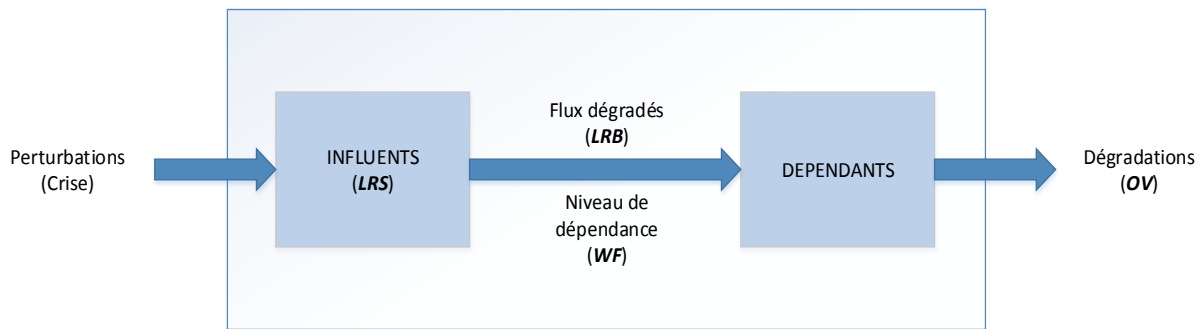 Perturbations
(Crise)
INFLUENTS
(LRS)
Flux dégradés
(LRB)
Niveau de
dépendance
(WF)
DEPENDANTS
Dégradations
(OV)